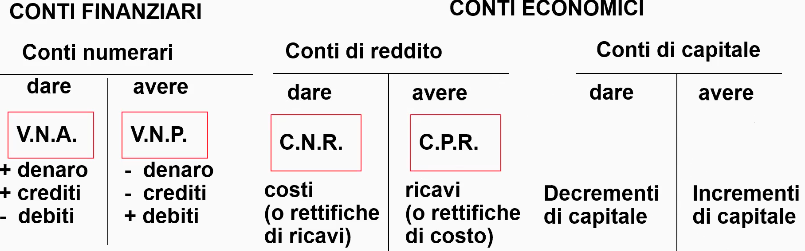 CONTI FINANZIARI
CONTI ECONOMICI
Conti numerari
Conti di reddito
Conti di capitale
dare
avere
dare
avere
dare
avere
V.N.A.
V.N.P.
C.N.R.
C.P.R.
+ denaro
+ crediti
- debiti
- denaro
- crediti
+ debiti
costi
(o rettifiche
di ricavi)
ricavi
(o rettifiche
di costo)
Decrementi
di capitale
Incrementi
di capitale